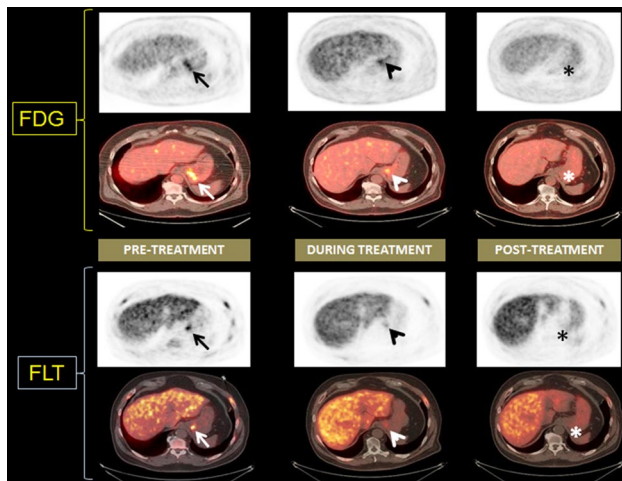 FDG
PRE-TREATMENT
DURING TREATMENT
POST-TREATMENT
FLT